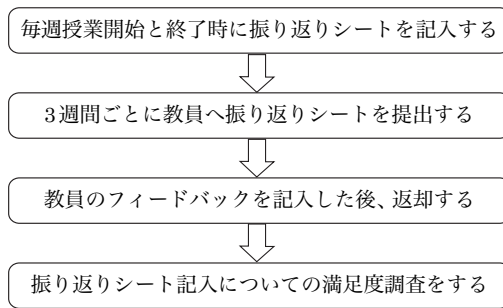 毎週授業開始と終了時に振り返りシートを記入する
3週間ごとに教員へ振り返りシートを提出する
教員のフィードバックを記入した後、返却する
振り返りシート記入についての満足度調査をする